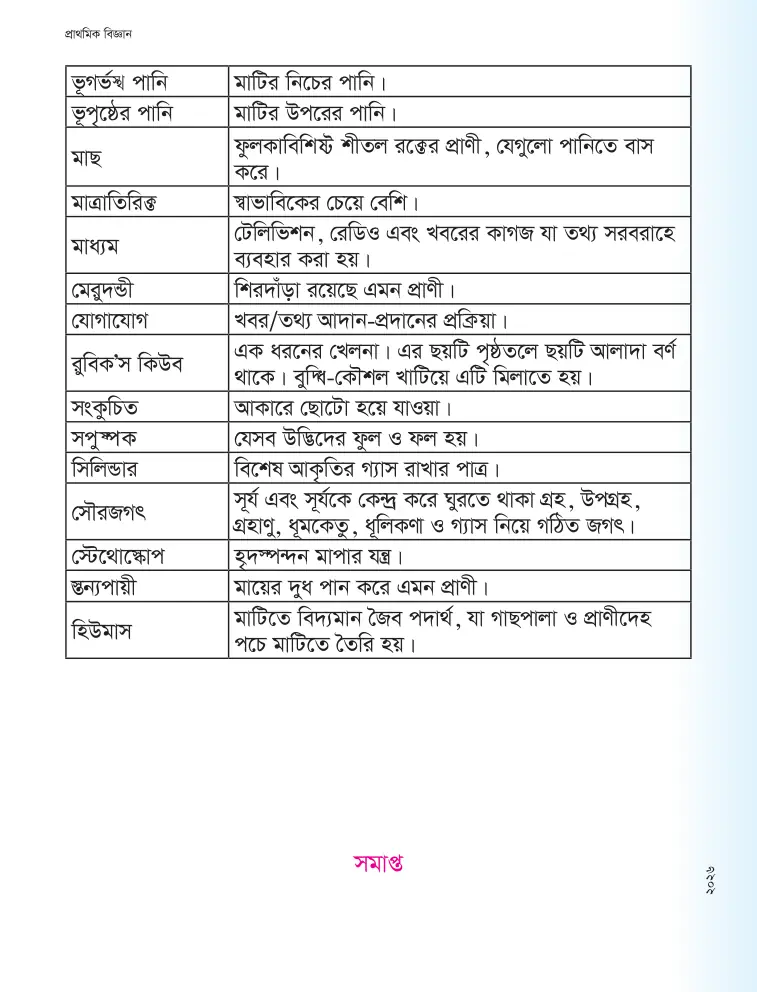 প্রাথমিক বিজ্ঞান
ভূগর্ভস্থ পানি মাটির নিচের পানি।
ভূপৃষ্ঠের পানি মাটির উপরের পানি।
মাছ ফুলকাবিশিষ্ট শীতল রক্তের প্রাণী, যেগুলো পানিতে বাস
করে।
মাত্রাতিরিক্ত স্বাভাবিকের চেয়ে বেশি।
মাধ্যম টেলিভিশন, রেডিও এবং খবরের কাগজ যা তথ্য সরবরাহে
ব্যবহার করা হয়।
মেরুদন্ডী শিরদাঁড়া রয়েছে এমন প্রাণী।
যোগাযোগ খবর/তথ্য আদান-প্রদানের প্রক্রিয়া।
রুবিক’স কিউব এক ধরনের খেলনা। এর ছয়টি পৃষ্ঠতলে ছয়টি আলাদা বর্ণ
থাকে। বুদ্ধি-কৌশল খাটিয়ে এটি মিলাতে হয়।
সংকুচিত আকারে ছোটো হয়ে যাওয়া।
সপুষ্পক যেসব উদ্ভিদের ফুল ও ফল হয়।
সিলিন্ডার বিশেষ আকৃতির গ্যাস রাখার পাত্র।
সৌরজগৎ সূর্য এবং সূর্যকে কেন্দ্র করে ঘুরতে থাকা গ্রহ, উপগ্রহ,
গ্রহাণু, ধূমকেতু, ধূলিকণা ও গ্যাস নিয়ে গঠিত জগৎ।
স্টেথোস্কোপ হৃদস্পন্দন মাপার যন্ত্র।
স্তন্যপায়ী মায়ের দুধ পান করে এমন প্রাণী।
হিউমাস মাটিতে বিদ্যমান জৈব পদার্থ, যা গাছপালা ও প্রাণীদেহ
পচে মাটিতে তৈরি হয়।
সমাপ্ত
২০২৬